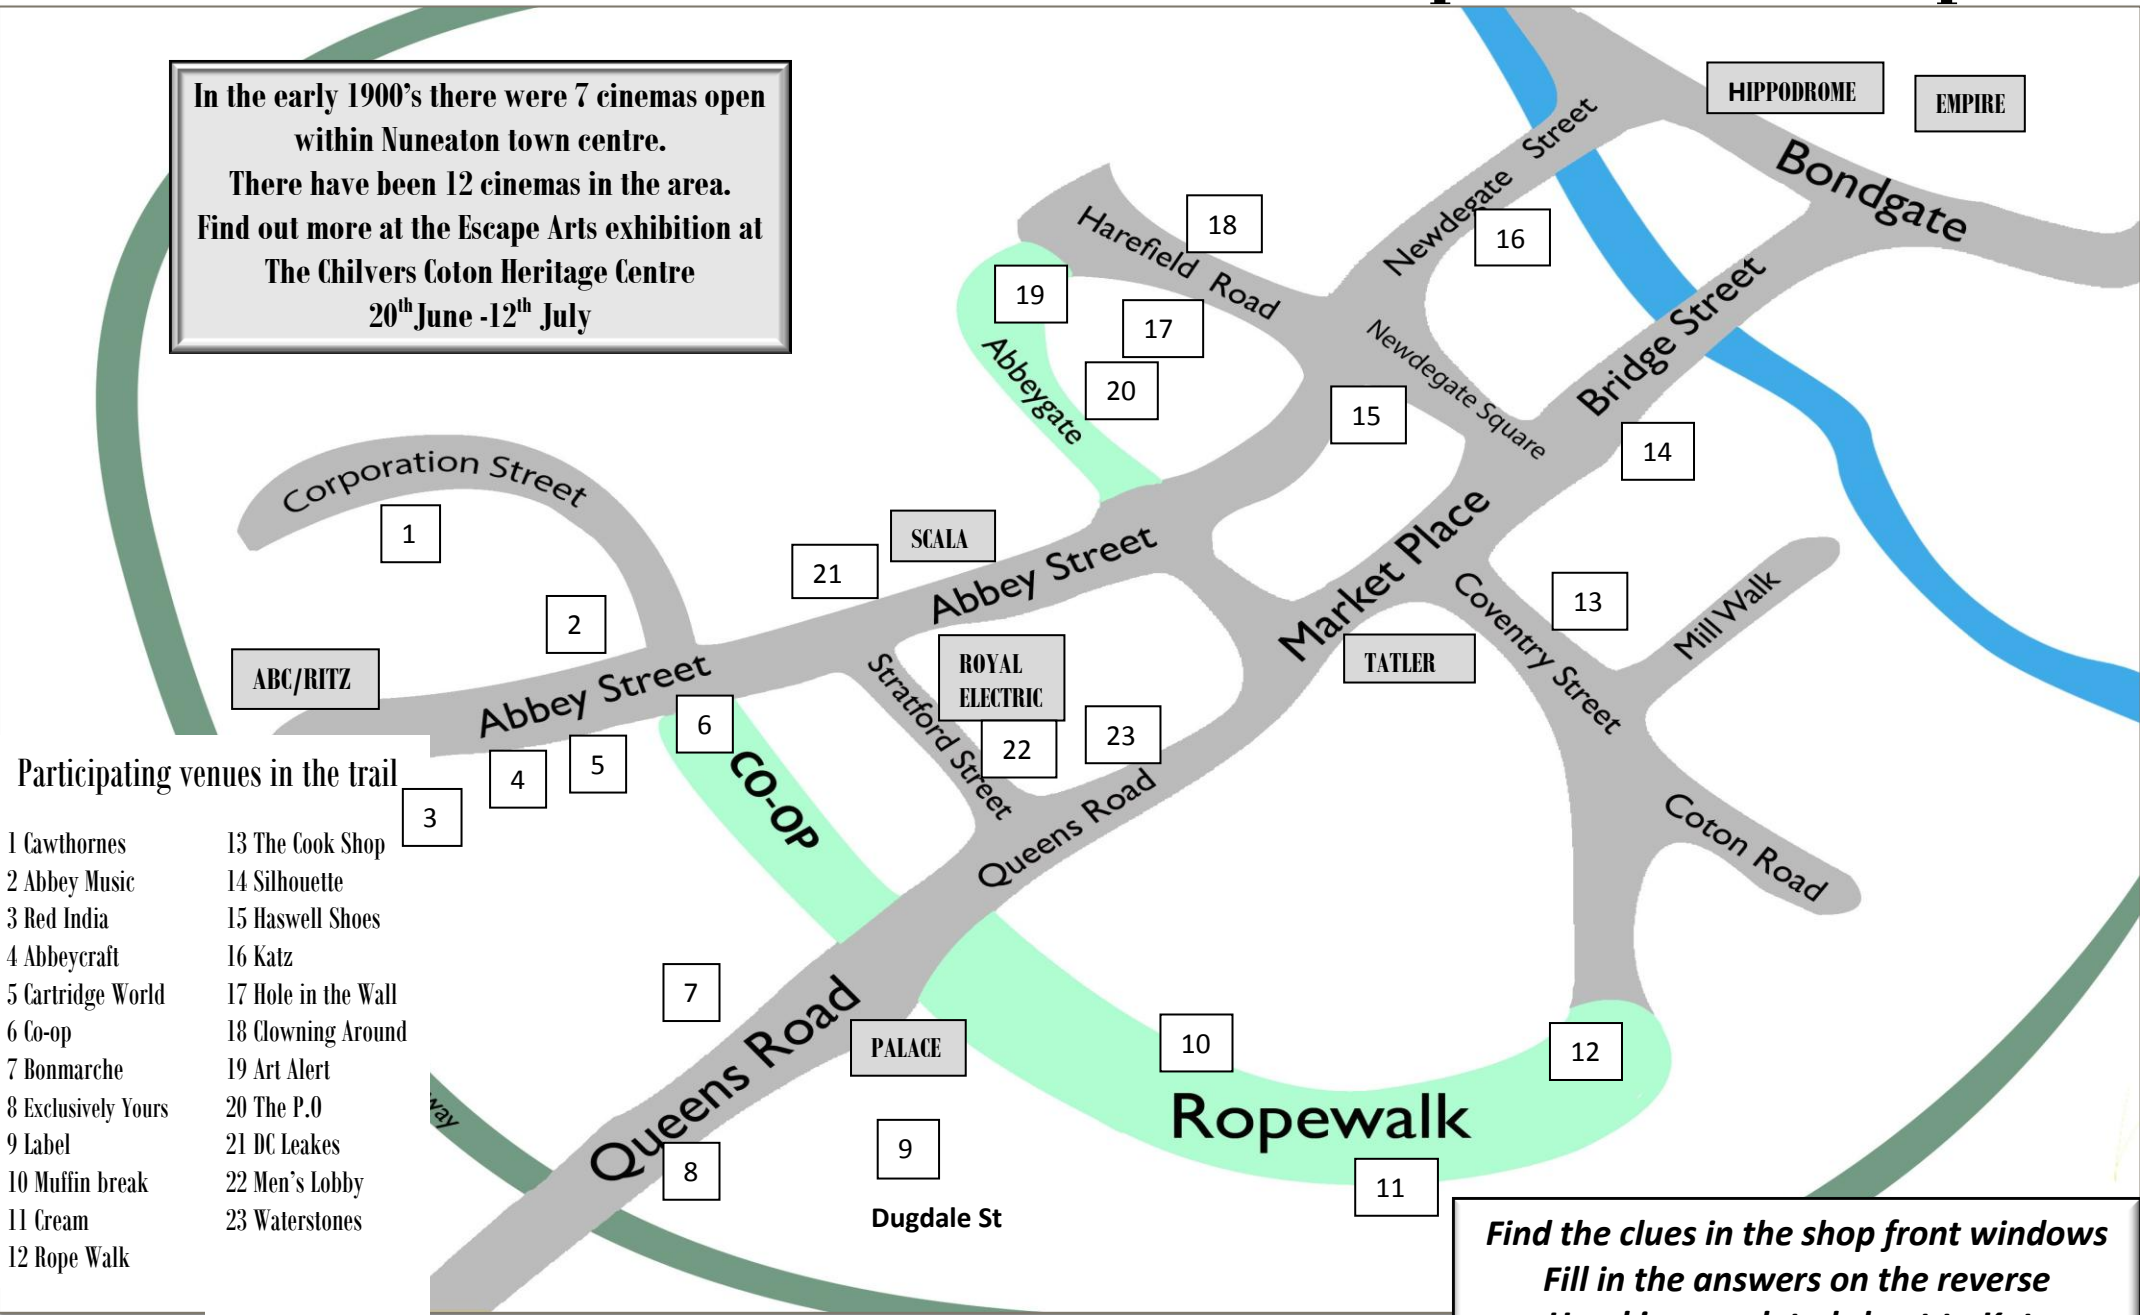 In the early 1900's there were 7 cinemas open
within Nuneaton town centre.
There have been 12 cinemas in the area.
Find out more at the Escape Arts exhibition at
The Chilvers Coton Heritage Centre
20th June -12th July
HIPPODROME
EMPIRE
Bondgate
Newdegate Street
16
18
Harefield Road
19
17
20
Abbeygate
Newdegate Square
15
Bridge Street
14
Corporation Street
1
2
SCALA
21
Abbey Street
Market Place
Coventry Street
13
Mill Walk
TATLER
ABC/RITZ
Abbey Street
ROYAL
ELECTRIC
Stratford Street
22
23
6
5
4
3
CO-OP
Queens Road
Coton Road
7
Queens Road
PALACE
8
9
Dugdale St
10
12
Ropewalk
11
way
Participating venues in the trail
1 Cawthornes
2 Abbey Music
3 Red India
4 Abbeycraft
5 Cartridge World
6 Co-op
7 Bonmarche
8 Exclusively Yours
9 Label
10 Muffin break
11 Cream
12 Rope Walk
13 The Cook Shop
14 Silhouette
15 Haswell Shoes
16 Katz
17 Hole in the Wall
18 Clowning Around
19 Art Alert
20 The P.O
21 DC Leakes
22 Men's Lobby
23 Waterstones
Find the clues in the shop front windows
Fill in the answers on the reverse